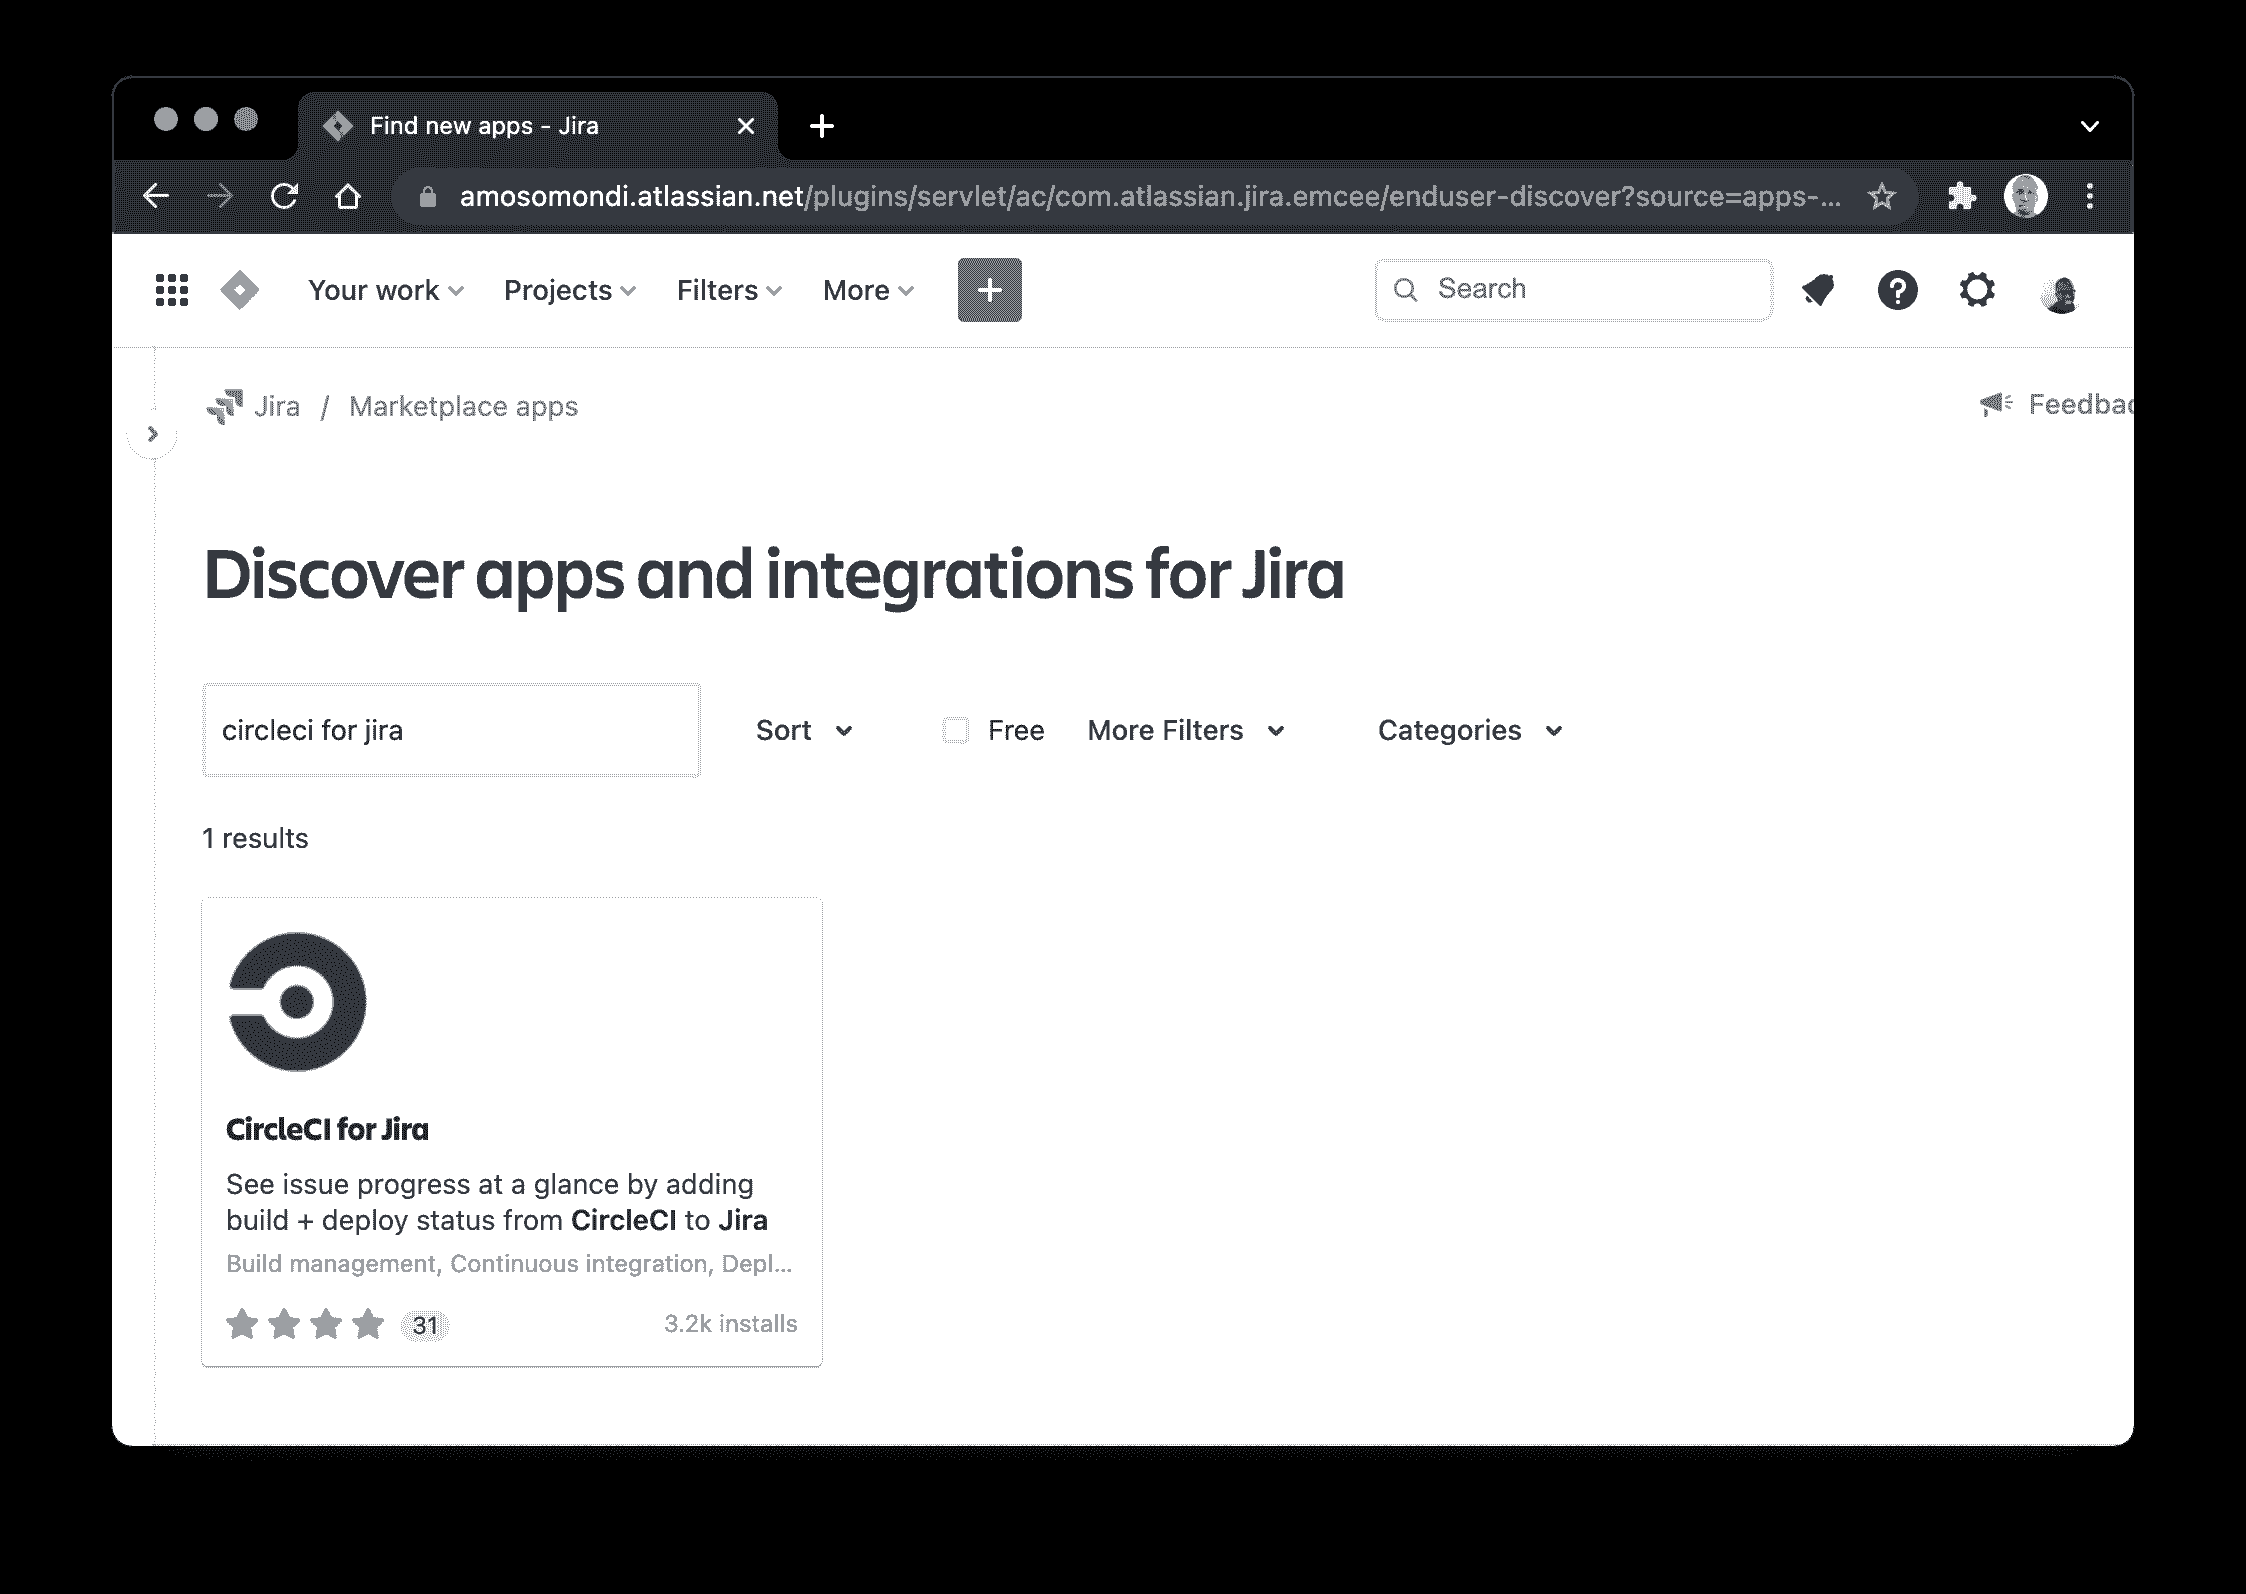 Find new apps - Jira
amosomondi.atlassian.net/plugins/servlet/ac/com.atlassian.jira.emcee/enduser-discover?source=apps-...
Your work Projects Filters More Search
Jira / Marketplace apps Feedbac
Discover apps and integrations for Jira
circleci for jira Sort Free More Filters Categories
1 results
CircleCI for Jira
See issue progress at a glance by adding
build + deploy status from CircleCI to Jira
Build management, Continuous integration, Depl...
31 3.2k installs